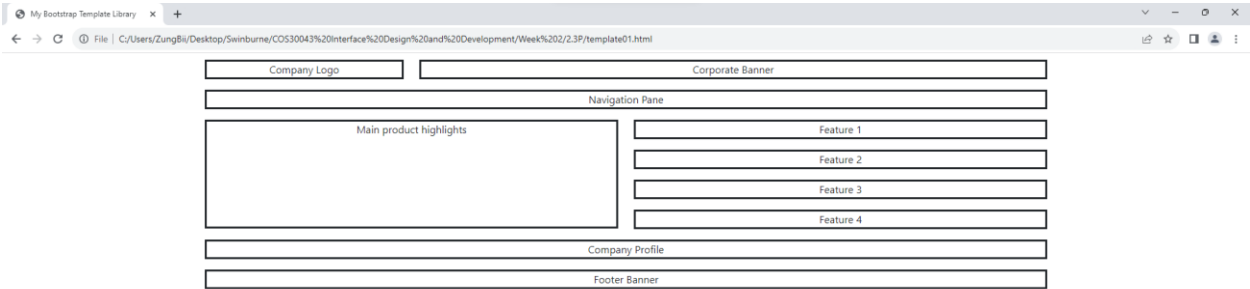 My Bootstrap Template Library
File | C:/Users/ZungBii/Desktop/Swinburne/COS30043%20Interface%20Design%20and%20Development/Week%202/2.3P/template01.html
Company Logo
Corporate Banner
Navigation Pane
Main product highlights
Feature 1
Feature 2
Feature 3
Feature 4
Company Profile
Footer Banner